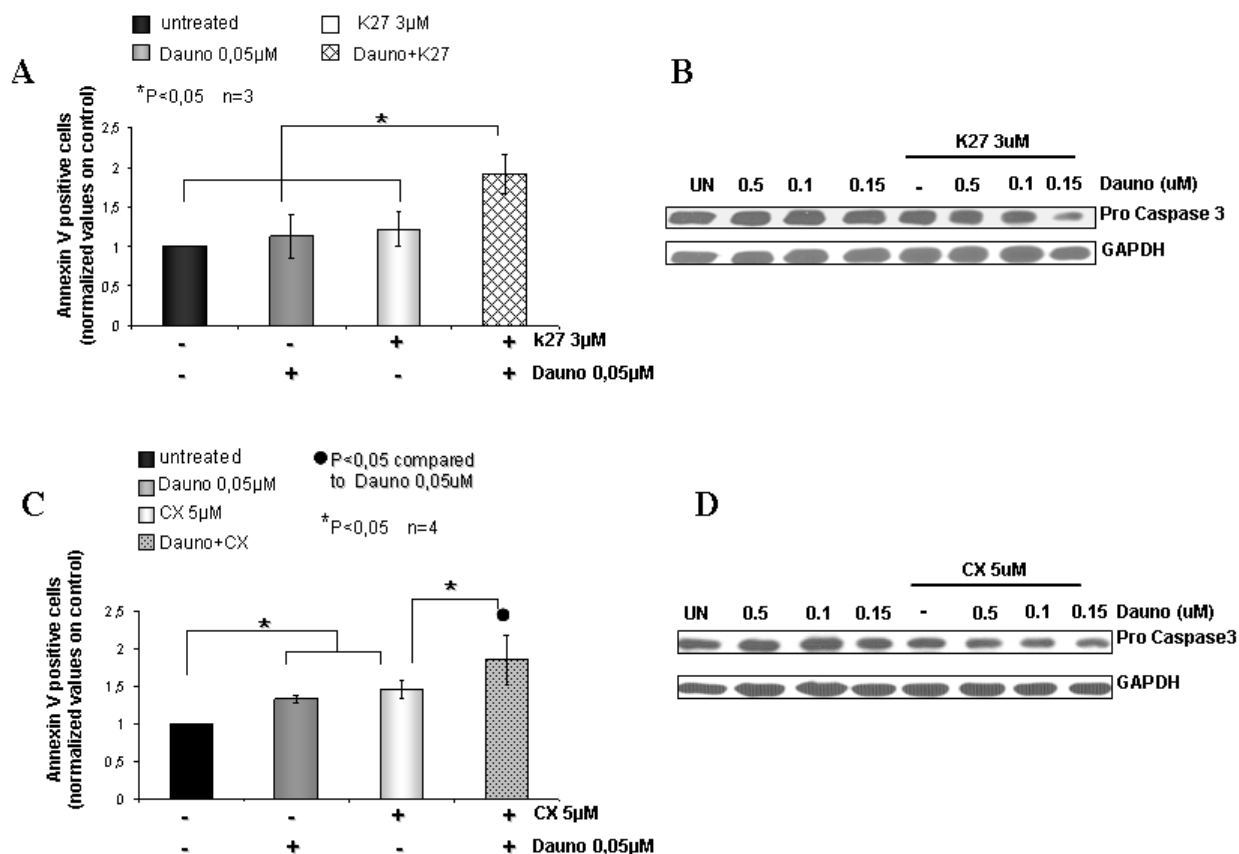 untreated
K27 3µM
Dauno 0,05µM
Dauno+K27
A
*P<0,05 n=3
*
Annexin V positive cells
(normalized values on control)
2,5
2
1,5
1
0,5
0
- - + + k27 3µM
- + - + Dauno 0,05µM
B
K27 3uM
UN 0.5 0.1 0.15 - 0.5 0.1 0.15 Dauno (uM)
Pro Caspase 3
GAPDH
untreated
P<0,05 compared
to Dauno 0,05uM
Dauno 0,05µM
C
CX 5µM
*P<0,05 n=4
Dauno+CX
*
*
Annexin V positive cells
(normalized values on control)
2,5
2
1,5
1
0,5
0
- - + + CX 5µM
- + - + Dauno 0,05µM
D
CX 5uM
UN 0.5 0.1 0.15 - 0.5 0.1 0.15 Dauno (uM)
Pro Caspase3
GAPDH